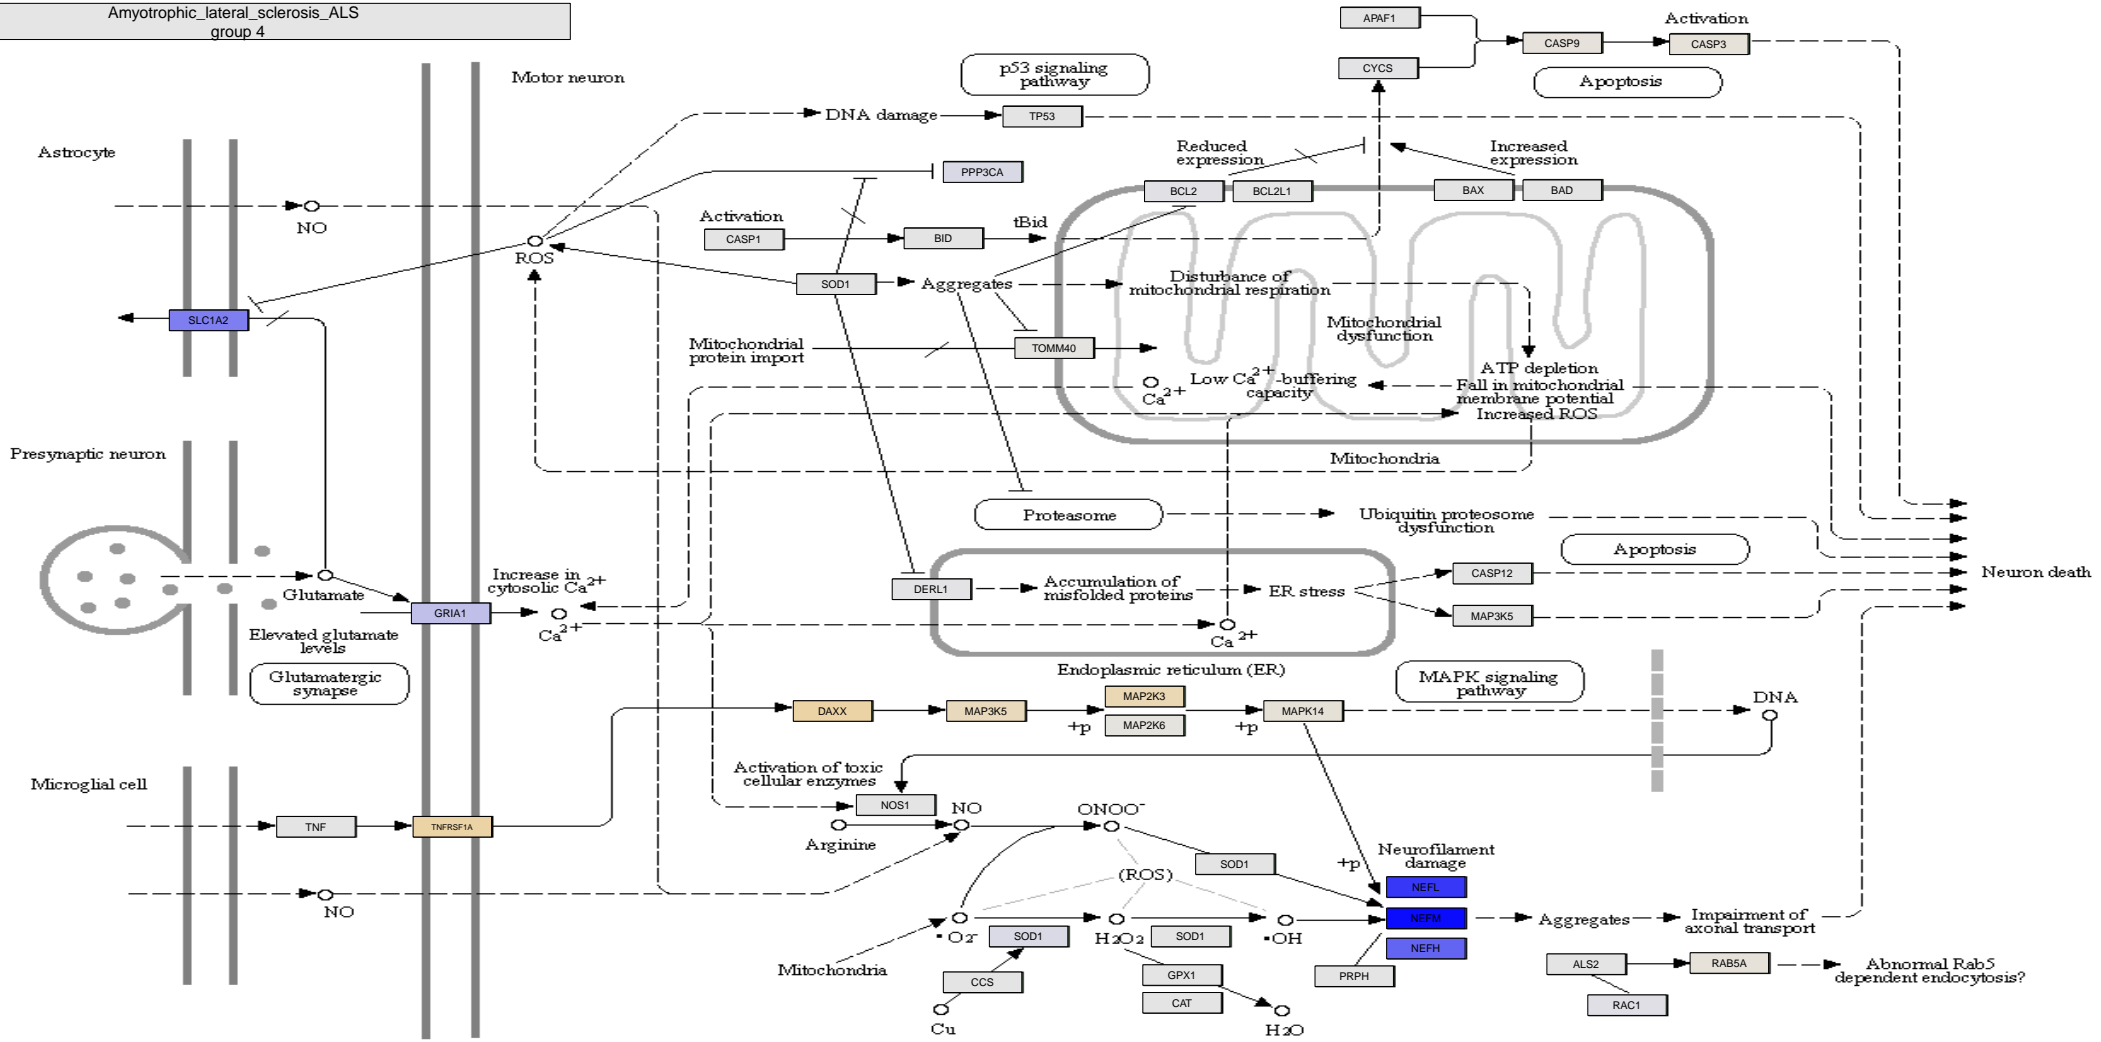 Amyotrophic_lateral_sclerosis_ALS
group 4
APAF1
Activation
CASP9
CASP3
CYCS
Apoptosis
Motor neuron
p53 signaling
pathway
DNA damage
TP53
Astrocyte
Reduced
expression
Increased
expression
PPP3CA
BCL2
BCL2L1
BAX
BAD
NO
Activation
CASP1
BID
tBid
ROS
SOD1
Aggregates
Disturbance of
mitochondrial respiration
SLC1A2
Mitochondrial
dysfunction
Mitochondrial
protein import
TOMM40
ATP depletion
Fall in mitochondrial
membrane potential
Increased ROS
Ca2+
Low Ca2+-buffering
capacity
Presynaptic neuron
Mitochondria
Proteasome
Ubiquitin proteosome
dysfunction
Apoptosis
Glutamate
Increase in
cytosolic Ca2+
DERL1
Accumulation of
misfolded proteins
ER stress
CASP12
MAP3K5
Neuron death
GRIA1
Ca2+
Ca2+
Elevated glutamate
levels
Glutamatergic
synapse
Endoplasmic reticulum (ER)
MAPK signaling
pathway
DNA
DAXX
MAP3K5
+p
MAP2K3
MAP2K6
+p
MAPK14
Microglial cell
Activation of toxic
cellular enzymes
NOS1
NO
ONOO-
TNF
TNFRSF1A
Arginine
SOD1
+p
Neurofilament
damage
(ROS)
NEFL
NEFM
NEFH
NO
•O2-
SOD1
H2O2
SOD1
•OH
Aggregates
Impairment of
axonal transport
Mitochondria
CCS
GPX1
CAT
PRPH
ALS2
RAB5A
Abnormal Rab5
dependent endocytosis?
RAC1
Cu
H2O